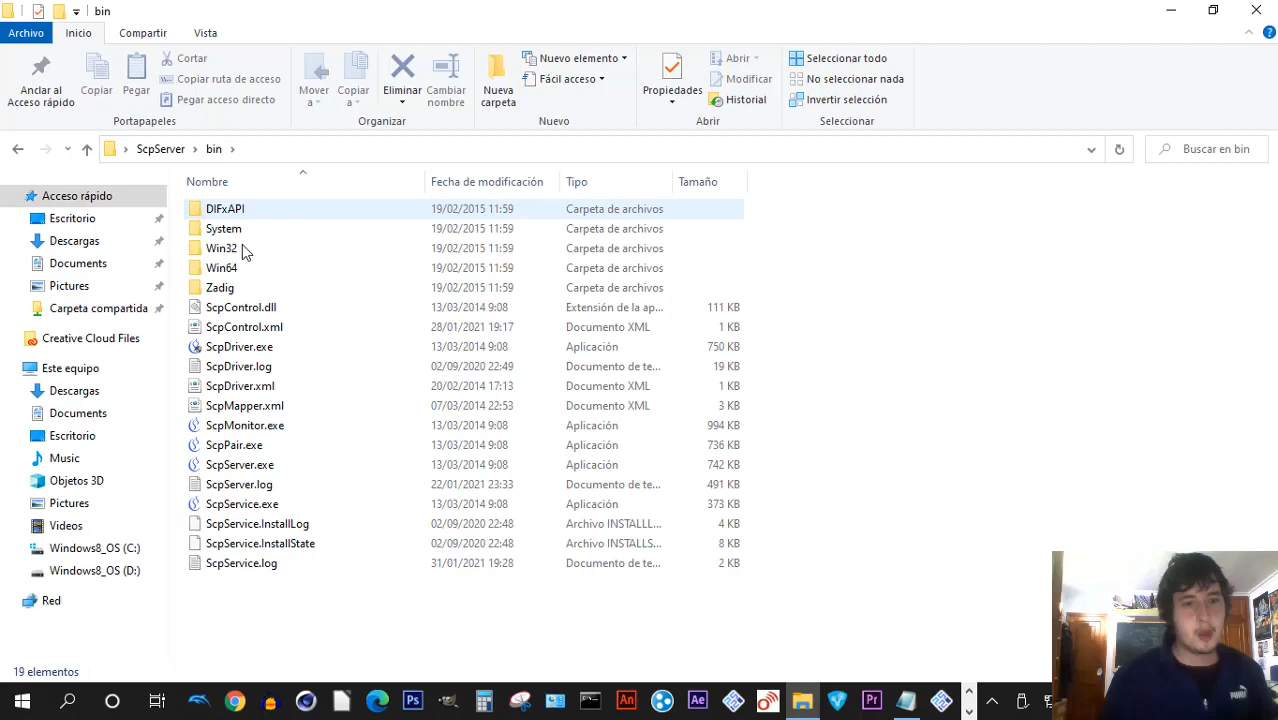 bin
Archivo Inicio Compartir Vista
Anclar al Acceso rápido
Copiar
Pegar
Cortar
Copiar ruta de acceso
Pegar acceso directo
Portapapeles
Mover a
Copiar a
Eliminar
Cambiar nombre
Organizar
Nueva carpeta
Nuevo elemento
Fácil acceso
Nuevo
Propiedades
Abrir
Modificar
Historial
Abrir
Seleccionar todo
No seleccionar nada
Invertir selección
Seleccionar
ScpServer bin
Buscar en bin
Acceso rápido
Escritorio
Descargas
Documents
Pictures
Carpeta compartida
Creative Cloud Files
Este equipo
Descargas
Documents
Escritorio
Music
Objetos 3D
Pictures
Videos
Windows8_OS (C:)
Windows8_OS (D:)
Red
Nombre Fecha de modificación Tipo Tamaño
DIFxAPI 19/02/2015 11:59 Carpeta de archivos
System 19/02/2015 11:59 Carpeta de archivos
Win32 19/02/2015 11:59 Carpeta de archivos
Win64 19/02/2015 11:59 Carpeta de archivos
Zadig 19/02/2015 11:59 Carpeta de archivos
ScpControl.dll 13/03/2014 9:08 Extensión de la ap... 111 KB
ScpControl.xml 28/01/2021 19:17 Documento XML 1 KB
ScpDriver.exe 13/03/2014 9:08 Aplicación 750 KB
ScpDriver.log 02/09/2020 22:49 Documento de te... 19 KB
ScpDriver.xml 20/02/2014 17:13 Documento XML 1 KB
ScpMapper.xml 07/03/2014 22:53 Documento XML 3 KB
ScpMonitor.exe 13/03/2014 9:08 Aplicación 994 KB
ScpPair.exe 13/03/2014 9:08 Aplicación 736 KB
ScpServer.exe 13/03/2014 9:08 Aplicación 742 KB
ScpServer.log 22/01/2021 23:33 Documento de te... 491 KB
ScpService.exe 13/03/2014 9:08 Aplicación 373 KB
ScpService.InstallLog 02/09/2020 22:48 Archivo INSTALLL... 4 KB
ScpService.InstallState 02/09/2020 22:48 Archivo INSTALLS... 8 KB
ScpService.log 31/01/2021 19:28 Documento de te... 2 KB
19 elementos
Ps
An
Ae
Pr